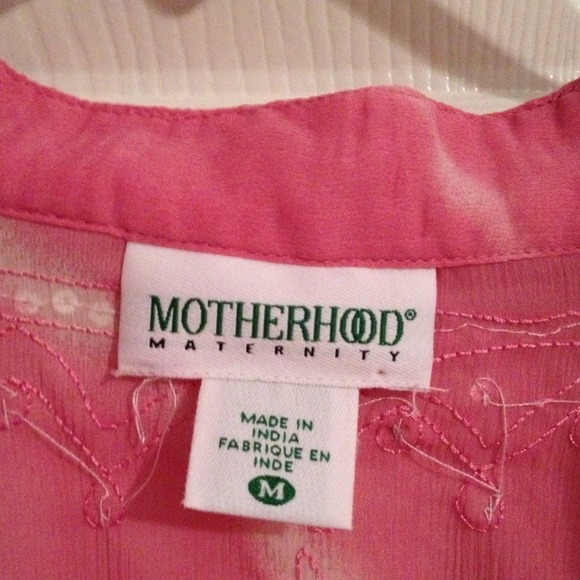 MOTHERHOOD®
MATERNITY
MADE IN
INDIA
FABRIQUE EN
INDE
M